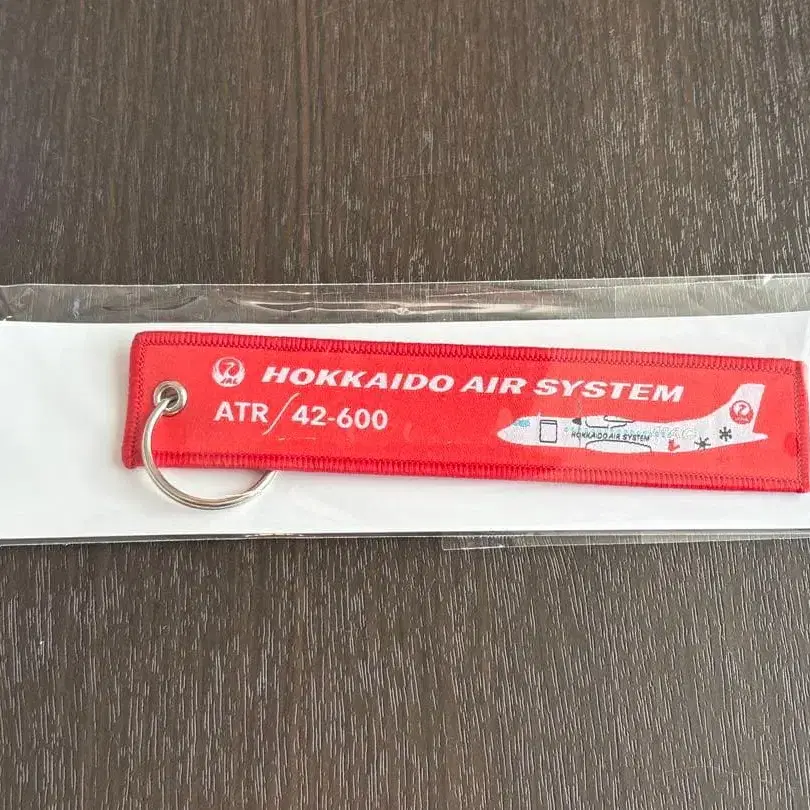 JAL HOKKAIDO AIR SYSTEM
ATR/42-600
HOKKAIDO AIR SYSTEM